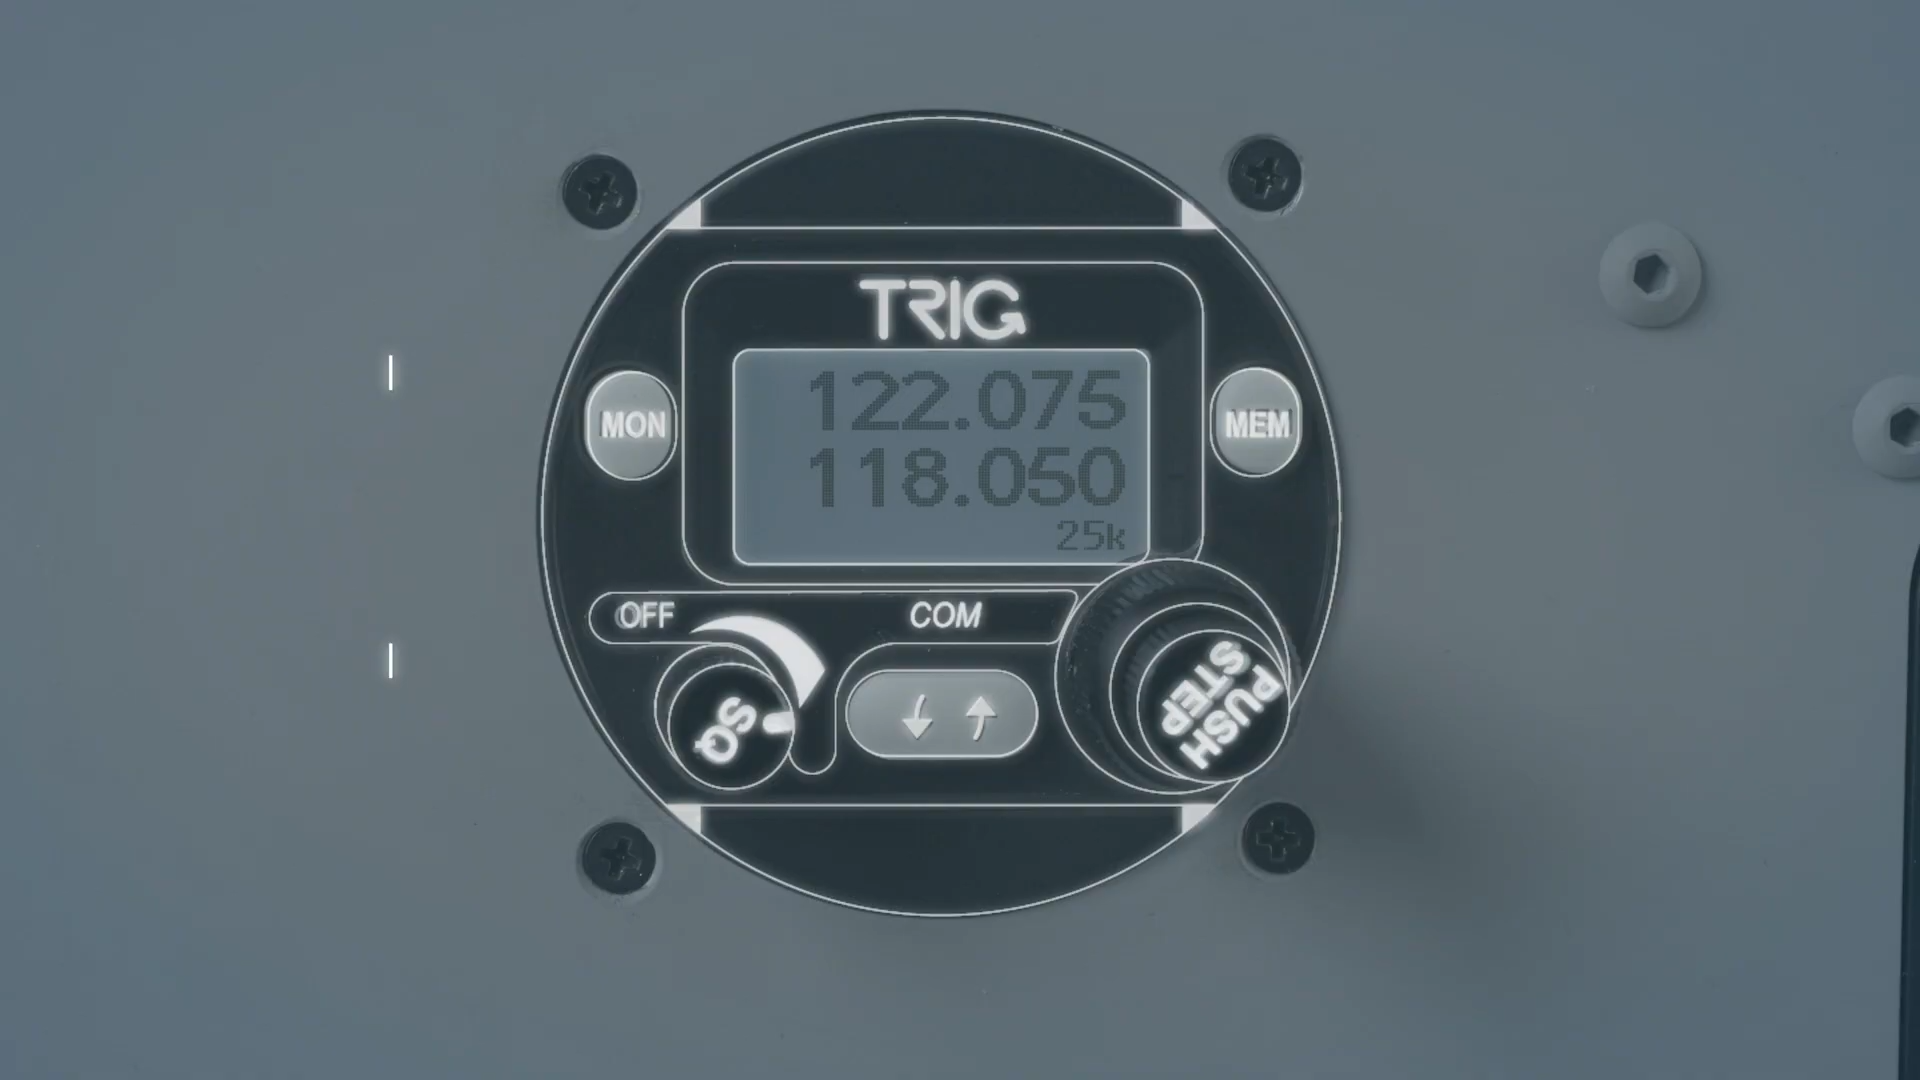 TRIG
122.075
118.050
25k
MON
MEM
OFF
COM
SQ
PUSH
STEP